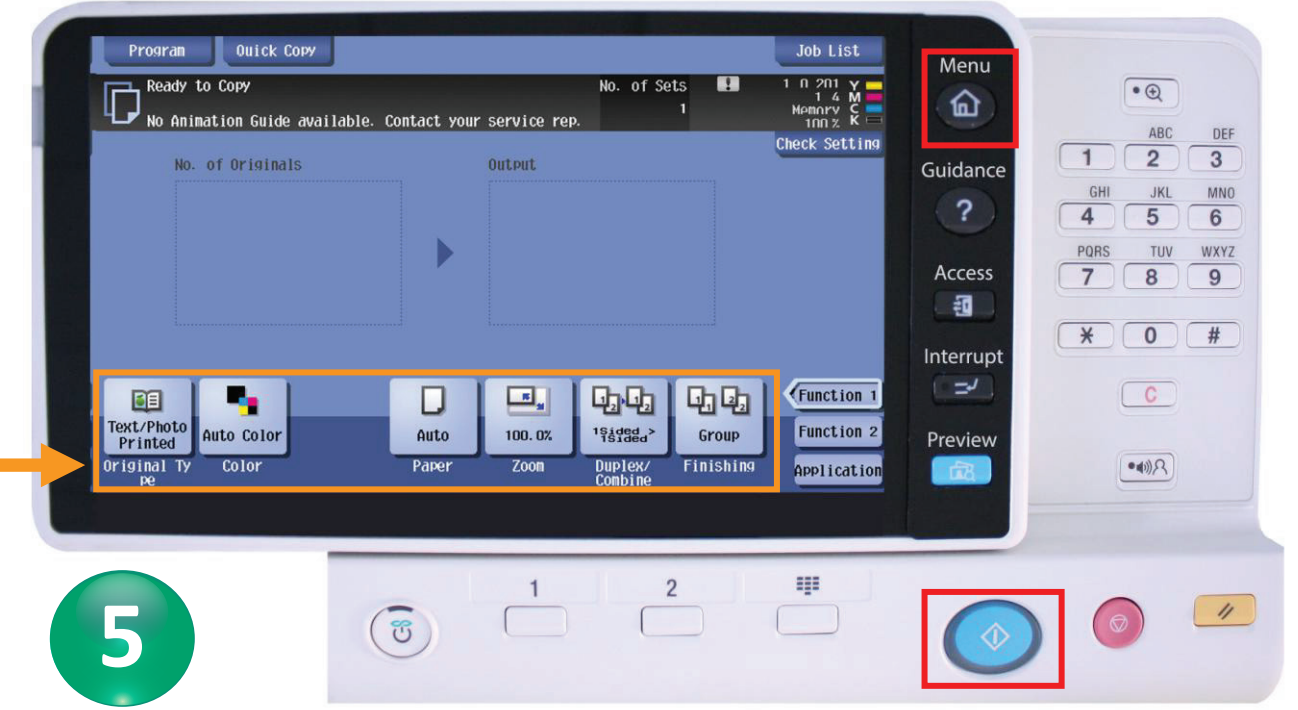 Program Quick Copy Job List
Ready to Copy No. of Sets
1
No Animation Guide available. Contact your service rep.
Y
1 4 M
Memory C
100% K
Check Setting
No. of Originals Output
Text/Photo
Printed
Auto Color
Auto
100.0%
1Sided >
1Sided
Group
Original Ty
pe
Color
Paper
Zoom
Duplex/
Combine
Finishing
Function 1
Function 2
Application
Menu
Guidance
?
Access
Interrupt
Preview
ABC DEF
1 2 3
GHI JKL MNO
4 5 6
PQRS TUV WXYZ
7 8 9
* 0 #
C
1 2
5